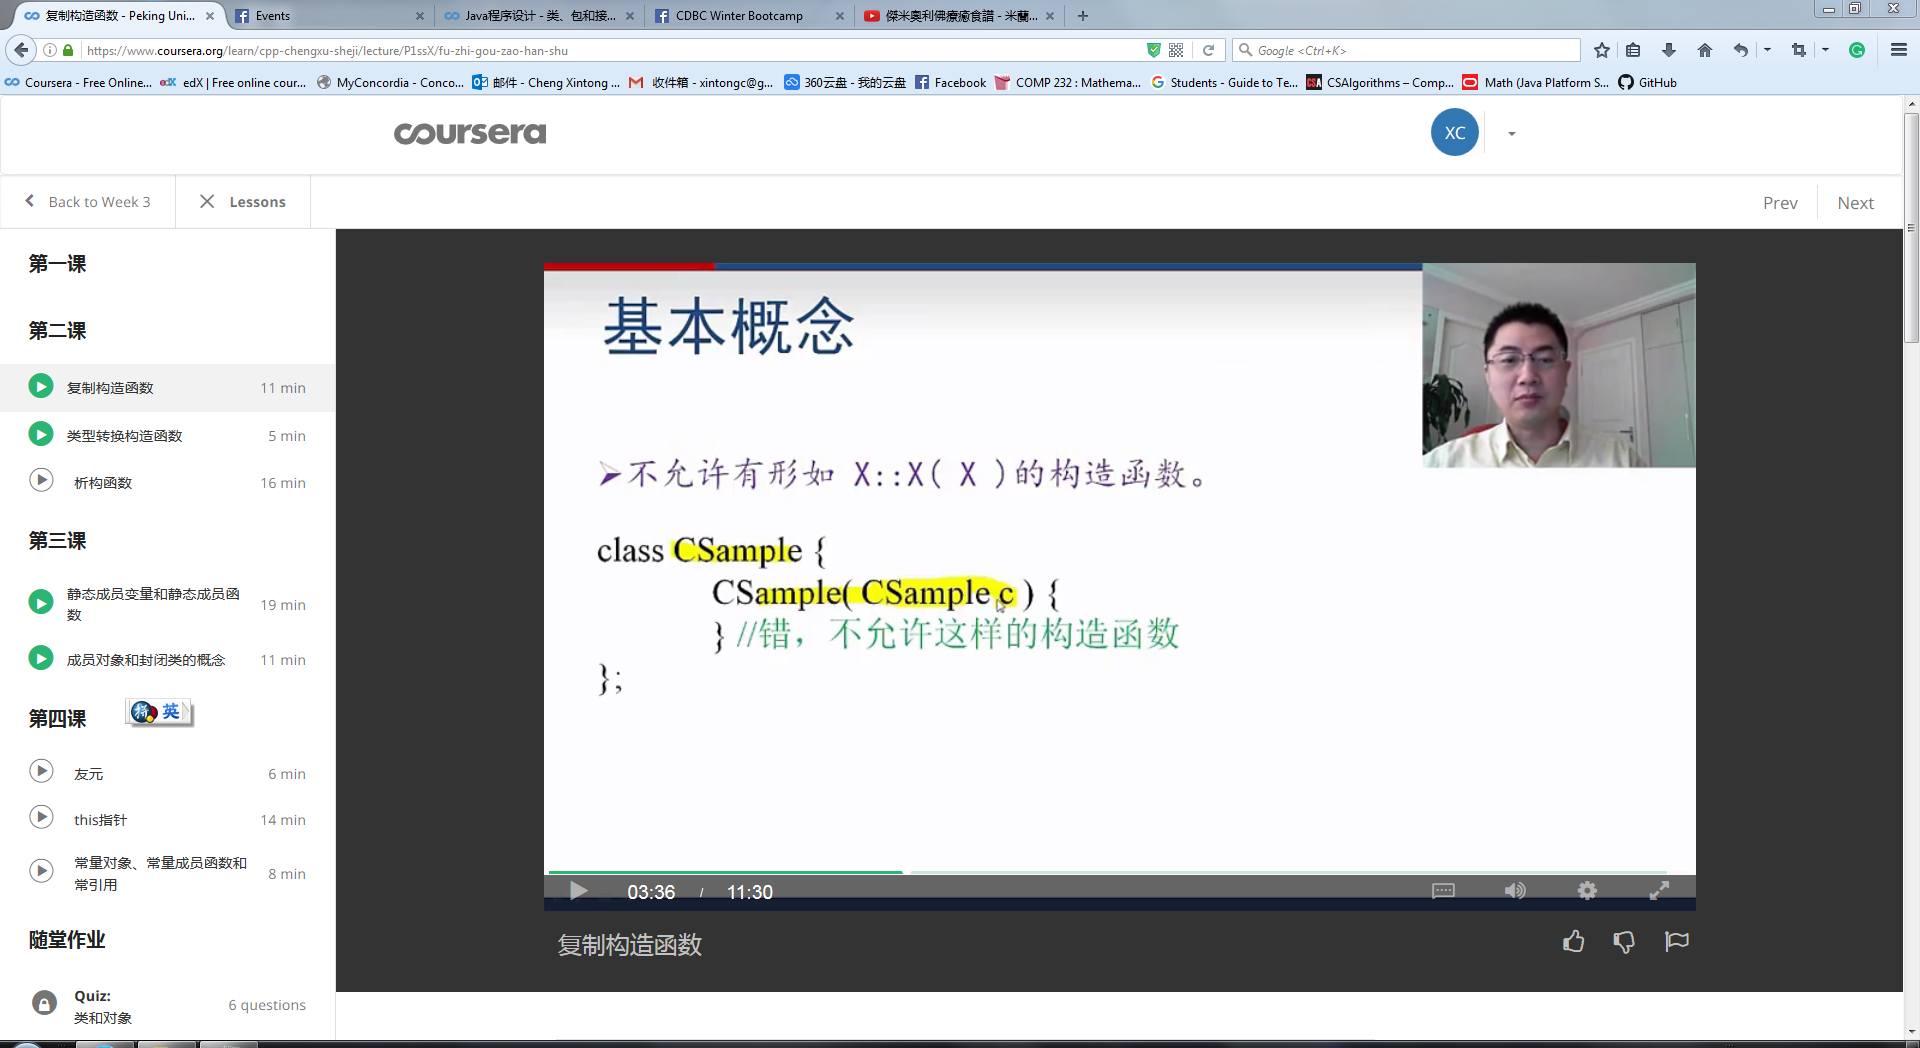 复制构造函数 - Peking Uni...
Events
Java程序设计 - 类、包和接...
CDBC Winter Bootcamp
傑米奧利佛療癒食譜 - 米蘭...
https://www.coursera.org/learn/cpp-chengxu-sheji/lecture/P1ssX/fu-zhi-gou-zao-han-shu
Google <Ctrl+K>
Coursera - Free Online...
edX | Free online cour...
MyConcordia - Conco...
邮件 - Cheng Xintong ...
收件箱 - xintongc@g...
360云盘 - 我的云盘
Facebook
COMP 232 : Mathema...
Students - Guide to Te...
CSAlgorithms – Comp...
Math (Java Platform S...
GitHub
coursera
XC
Back to Week 3
Lessons
Prev
Next
第一课
第二课
复制构造函数
11 min
类型转换构造函数
5 min
析构函数
16 min
第三课
静态成员变量和静态成员函
数
19 min
成员对象和封闭类的概念
11 min
第四课
拼 英
友元
6 min
this指针
14 min
常量对象、常量成员函数和
常引用
8 min
随堂作业
Quiz:
类和对象
6 questions
基本概念
不允许有形如 X::X( X )的构造函数。
class CSample {
CSample( CSample c ) {
} //错，不允许这样的构造函数
};
03:36 / 11:30
复制构造函数